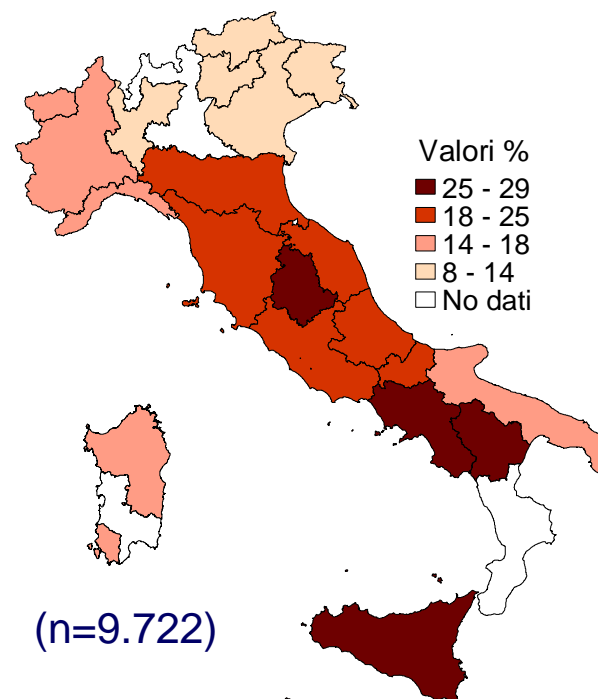 Valori %
25 - 29
18 - 25
14 - 18
8 - 14
No dati
(n=9.722)